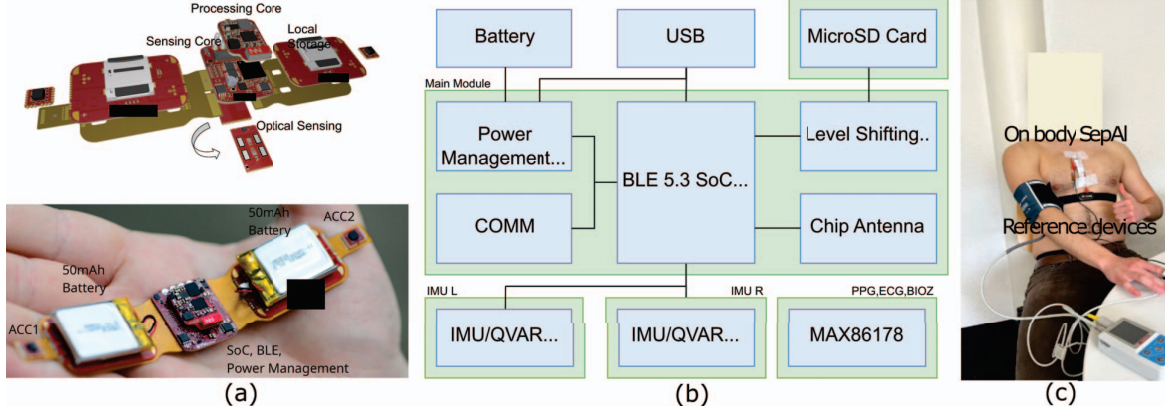 Processing Core
Sensing Core
Local
Storage
Optical Sensing
50mAh
Battery
ACC2
50mAh
Battery
ACC1
SoC, BLE,
Power Management
(a)
Battery
USB
MicroSD Card
Main Module
Power
Management...
BLE 5.3 SoC...
Level Shifting..
COMM
Chip Antenna
IMU L
IMU R
PPG,ECG,BIOZ
IMU/QVAR...
IMU/QVAR...
MAX86178
(b)
On body SepAI
Reference devices
(c)